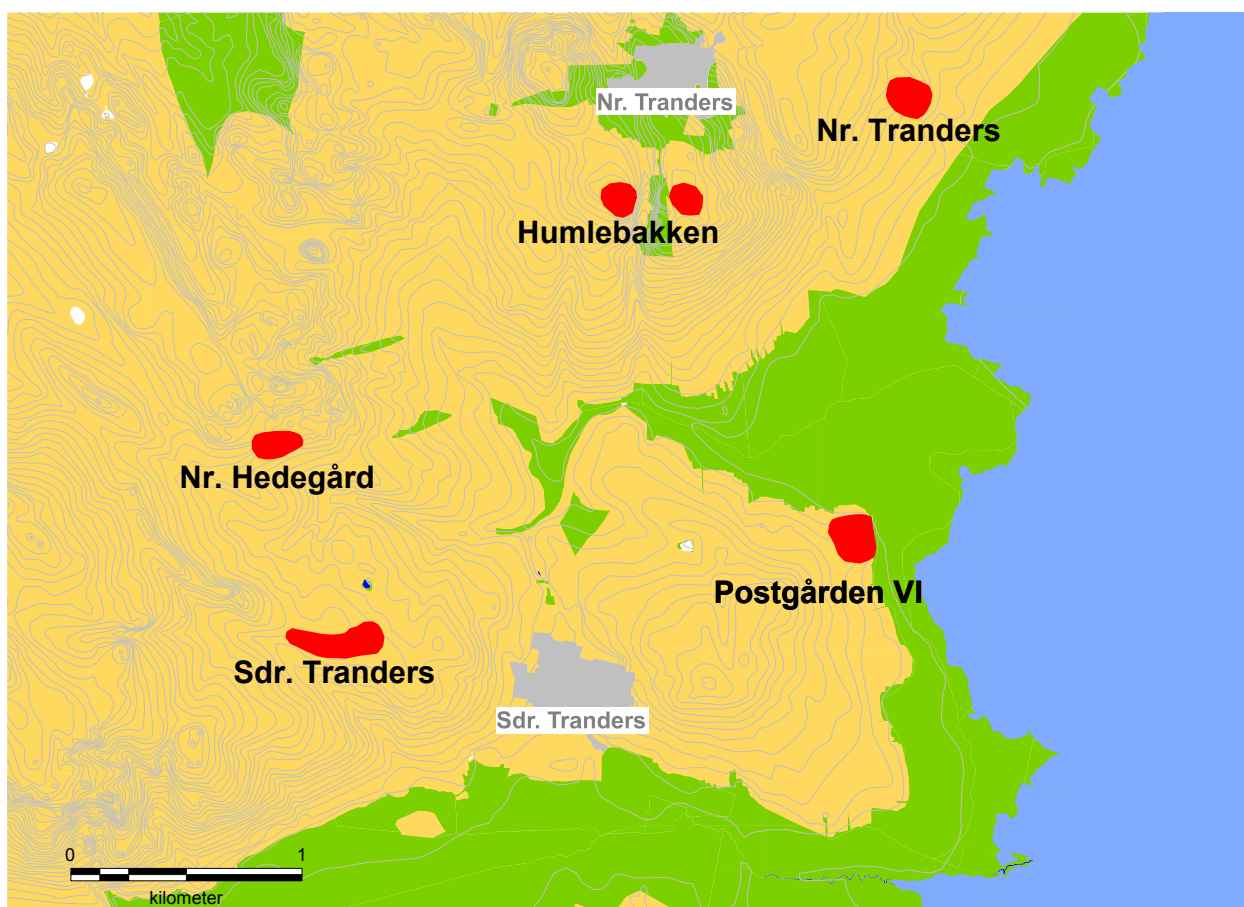 Nr. Tranders
Nr. Tranders
Humlebakken
Nr. Hedegård
Postgården VI
Sdr. Tranders
Sdr. Tranders
0 1
kilometer